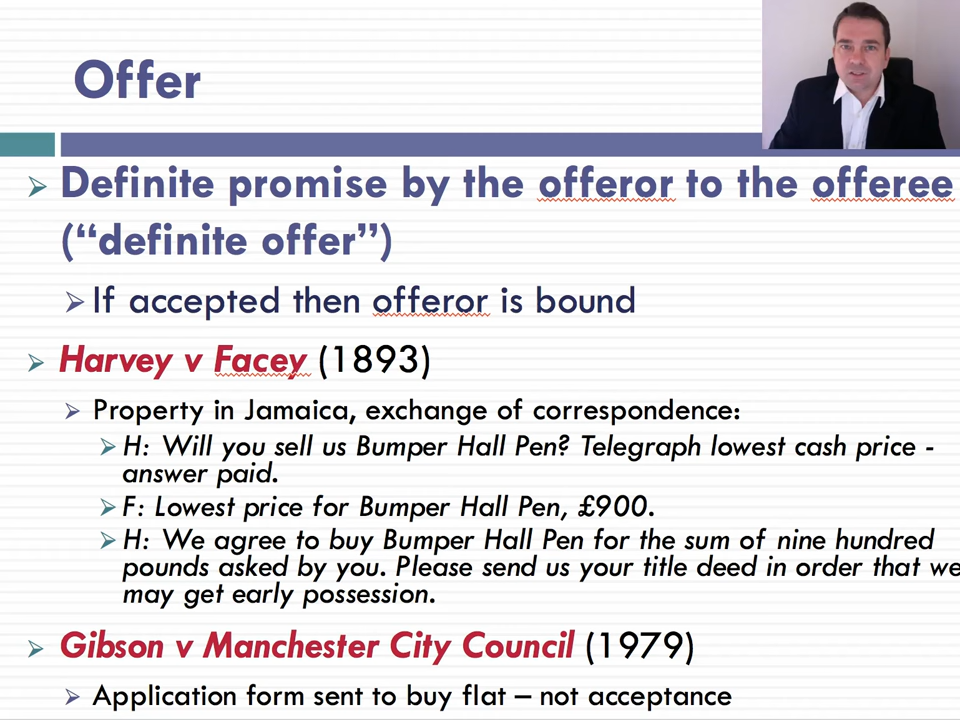 Offer
Definite promise by the offeror to the offeree
(“definite offer”)
If accepted then offeror is bound
Harvey v Facey (1893)
Property in Jamaica, exchange of correspondence:
H: Will you sell us Bumper Hall Pen? Telegraph lowest cash price -
answer paid.
F: Lowest price for Bumper Hall Pen, £900.
H: We agree to buy Bumper Hall Pen for the sum of nine hundred
pounds asked by you. Please send us your title deed in order that we
may get early possession.
Gibson v Manchester City Council (1979)
Application form sent to buy flat – not acceptance